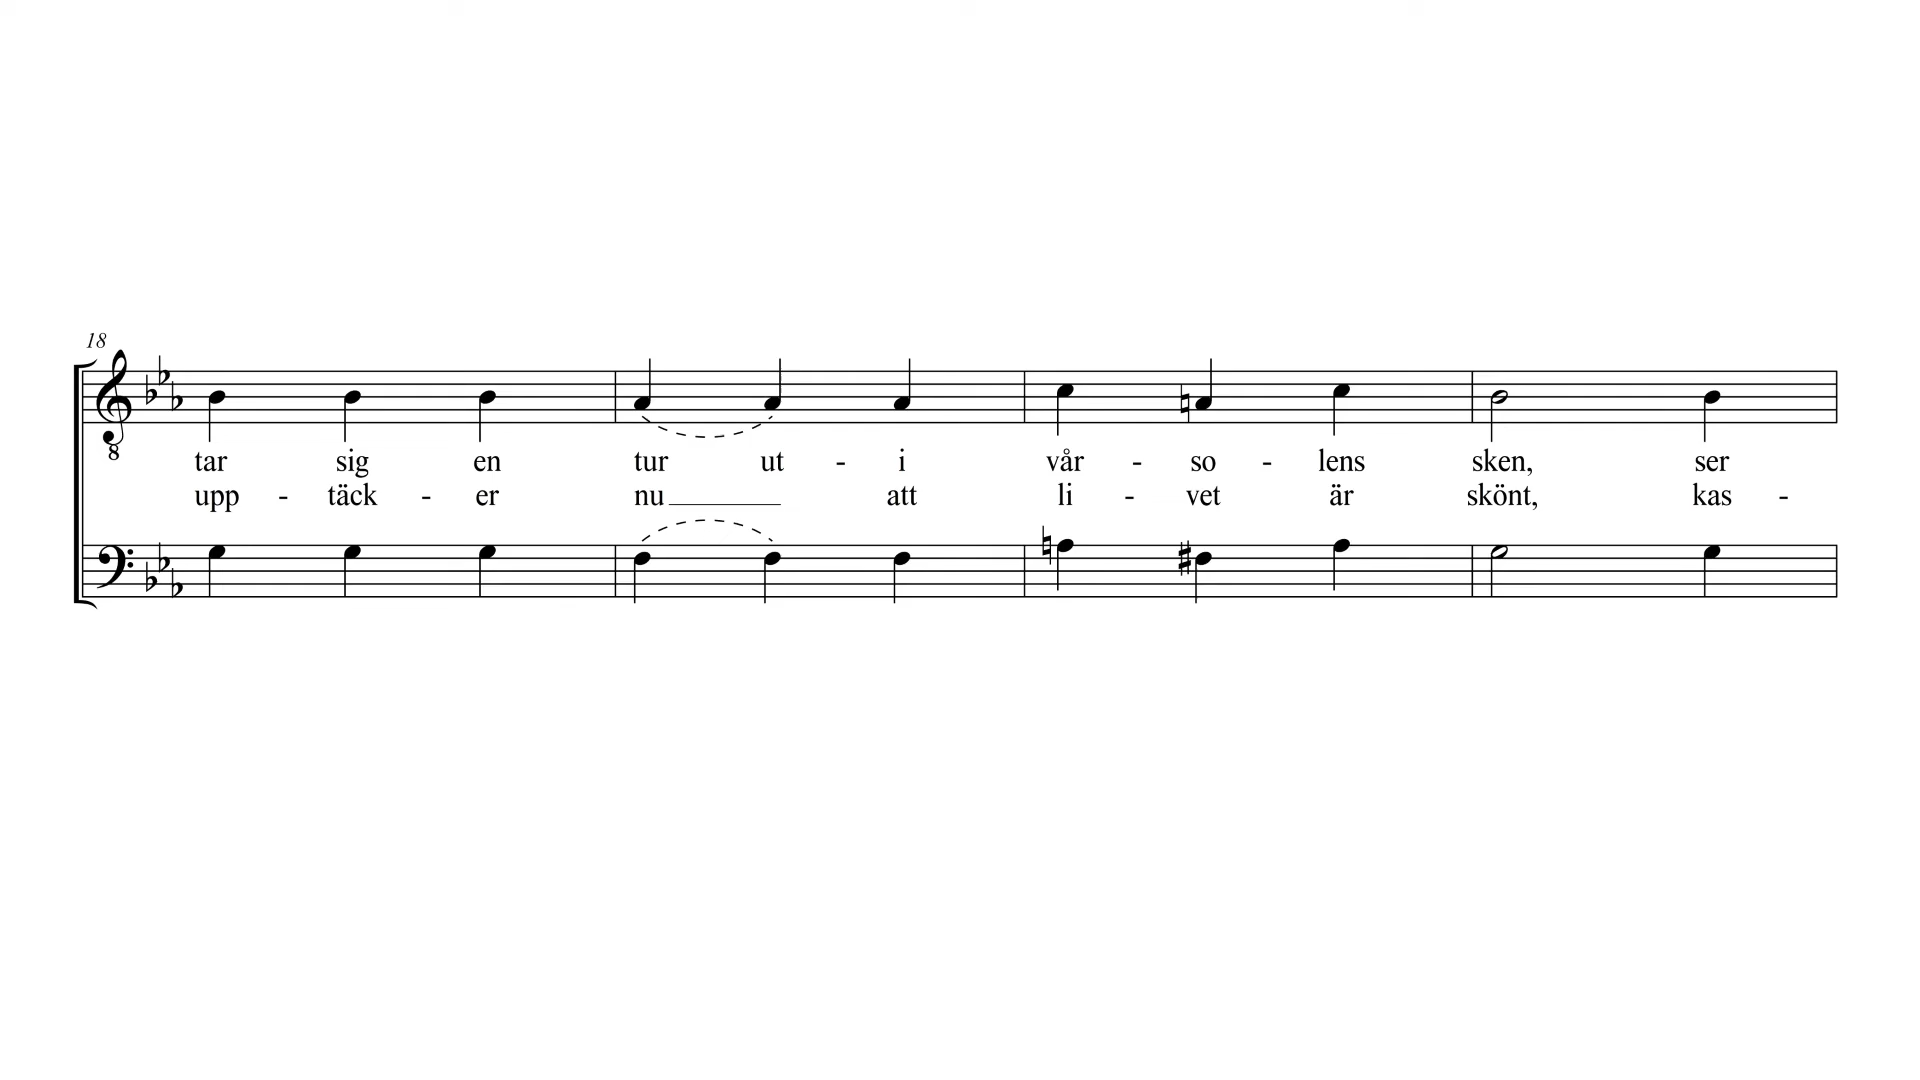 18
8
tar sig en tur ut - i vår - so - lens sken, ser
upp - täck - er nu____ att li - vet är skönt, kas -